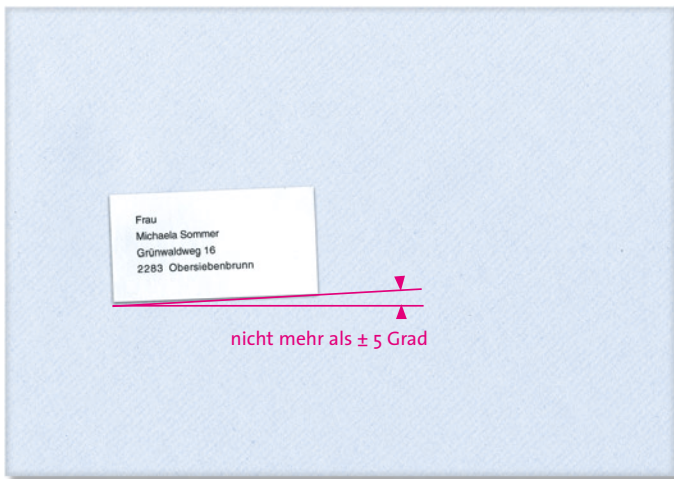 Frau
Michaela Sommer
Grünwaldweg 16
2283 Obersiebenbrunn
nicht mehr als ± 5 Grad